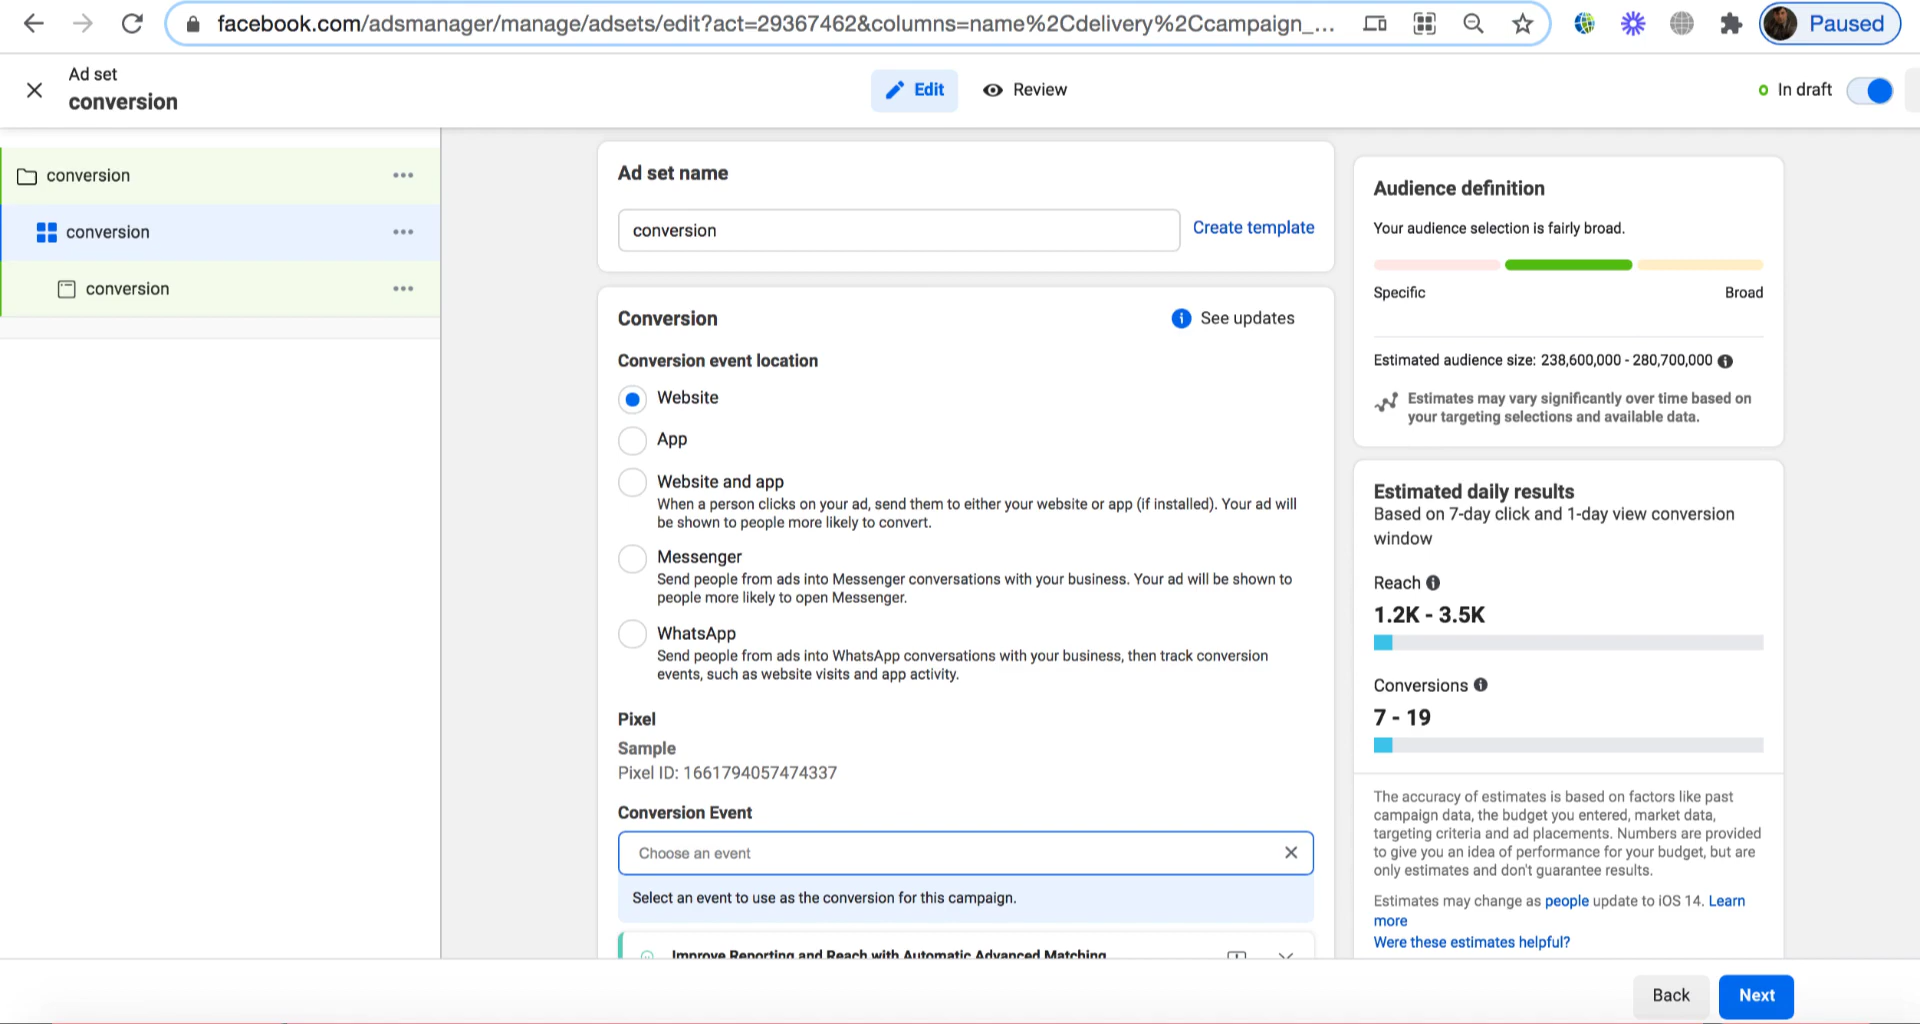 facebook.com/adsmanager/manage/adsets/edit?act=29367462&columns=name%2Cdelivery%2Ccampaign_...
Paused
Ad set
conversion
Edit
Review
In draft
conversion
conversion
conversion
Ad set name
conversion
Create template
Conversion
See updates
Conversion event location
Website
App
Website and app
When a person clicks on your ad, send them to either your website or app (if installed). Your ad will
be shown to people more likely to convert.
Messenger
Send people from ads into Messenger conversations with your business. Your ad will be shown to
people more likely to open Messenger.
WhatsApp
Send people from ads into WhatsApp conversations with your business, then track conversion
events, such as website visits and app activity.
Pixel
Sample
Pixel ID: 1661794057474337
Conversion Event
Choose an event
Select an event to use as the conversion for this campaign.
Improve Reporting and Reach with Automatic Advanced Matching
Audience definition
Your audience selection is fairly broad.
Specific
Broad
Estimated audience size: 238,600,000 - 280,700,000
Estimates may vary significantly over time based on
your targeting selections and available data.
Estimated daily results
Based on 7-day click and 1-day view conversion
window
Reach
1.2K - 3.5K
Conversions
7 - 19
The accuracy of estimates is based on factors like past
campaign data, the budget you entered, market data,
targeting criteria and ad placements. Numbers are provided
to give you an idea of performance for your budget, but are
only estimates and don't guarantee results.
Estimates may change as people update to iOS 14. Learn
more
Were these estimates helpful?
Back
Next